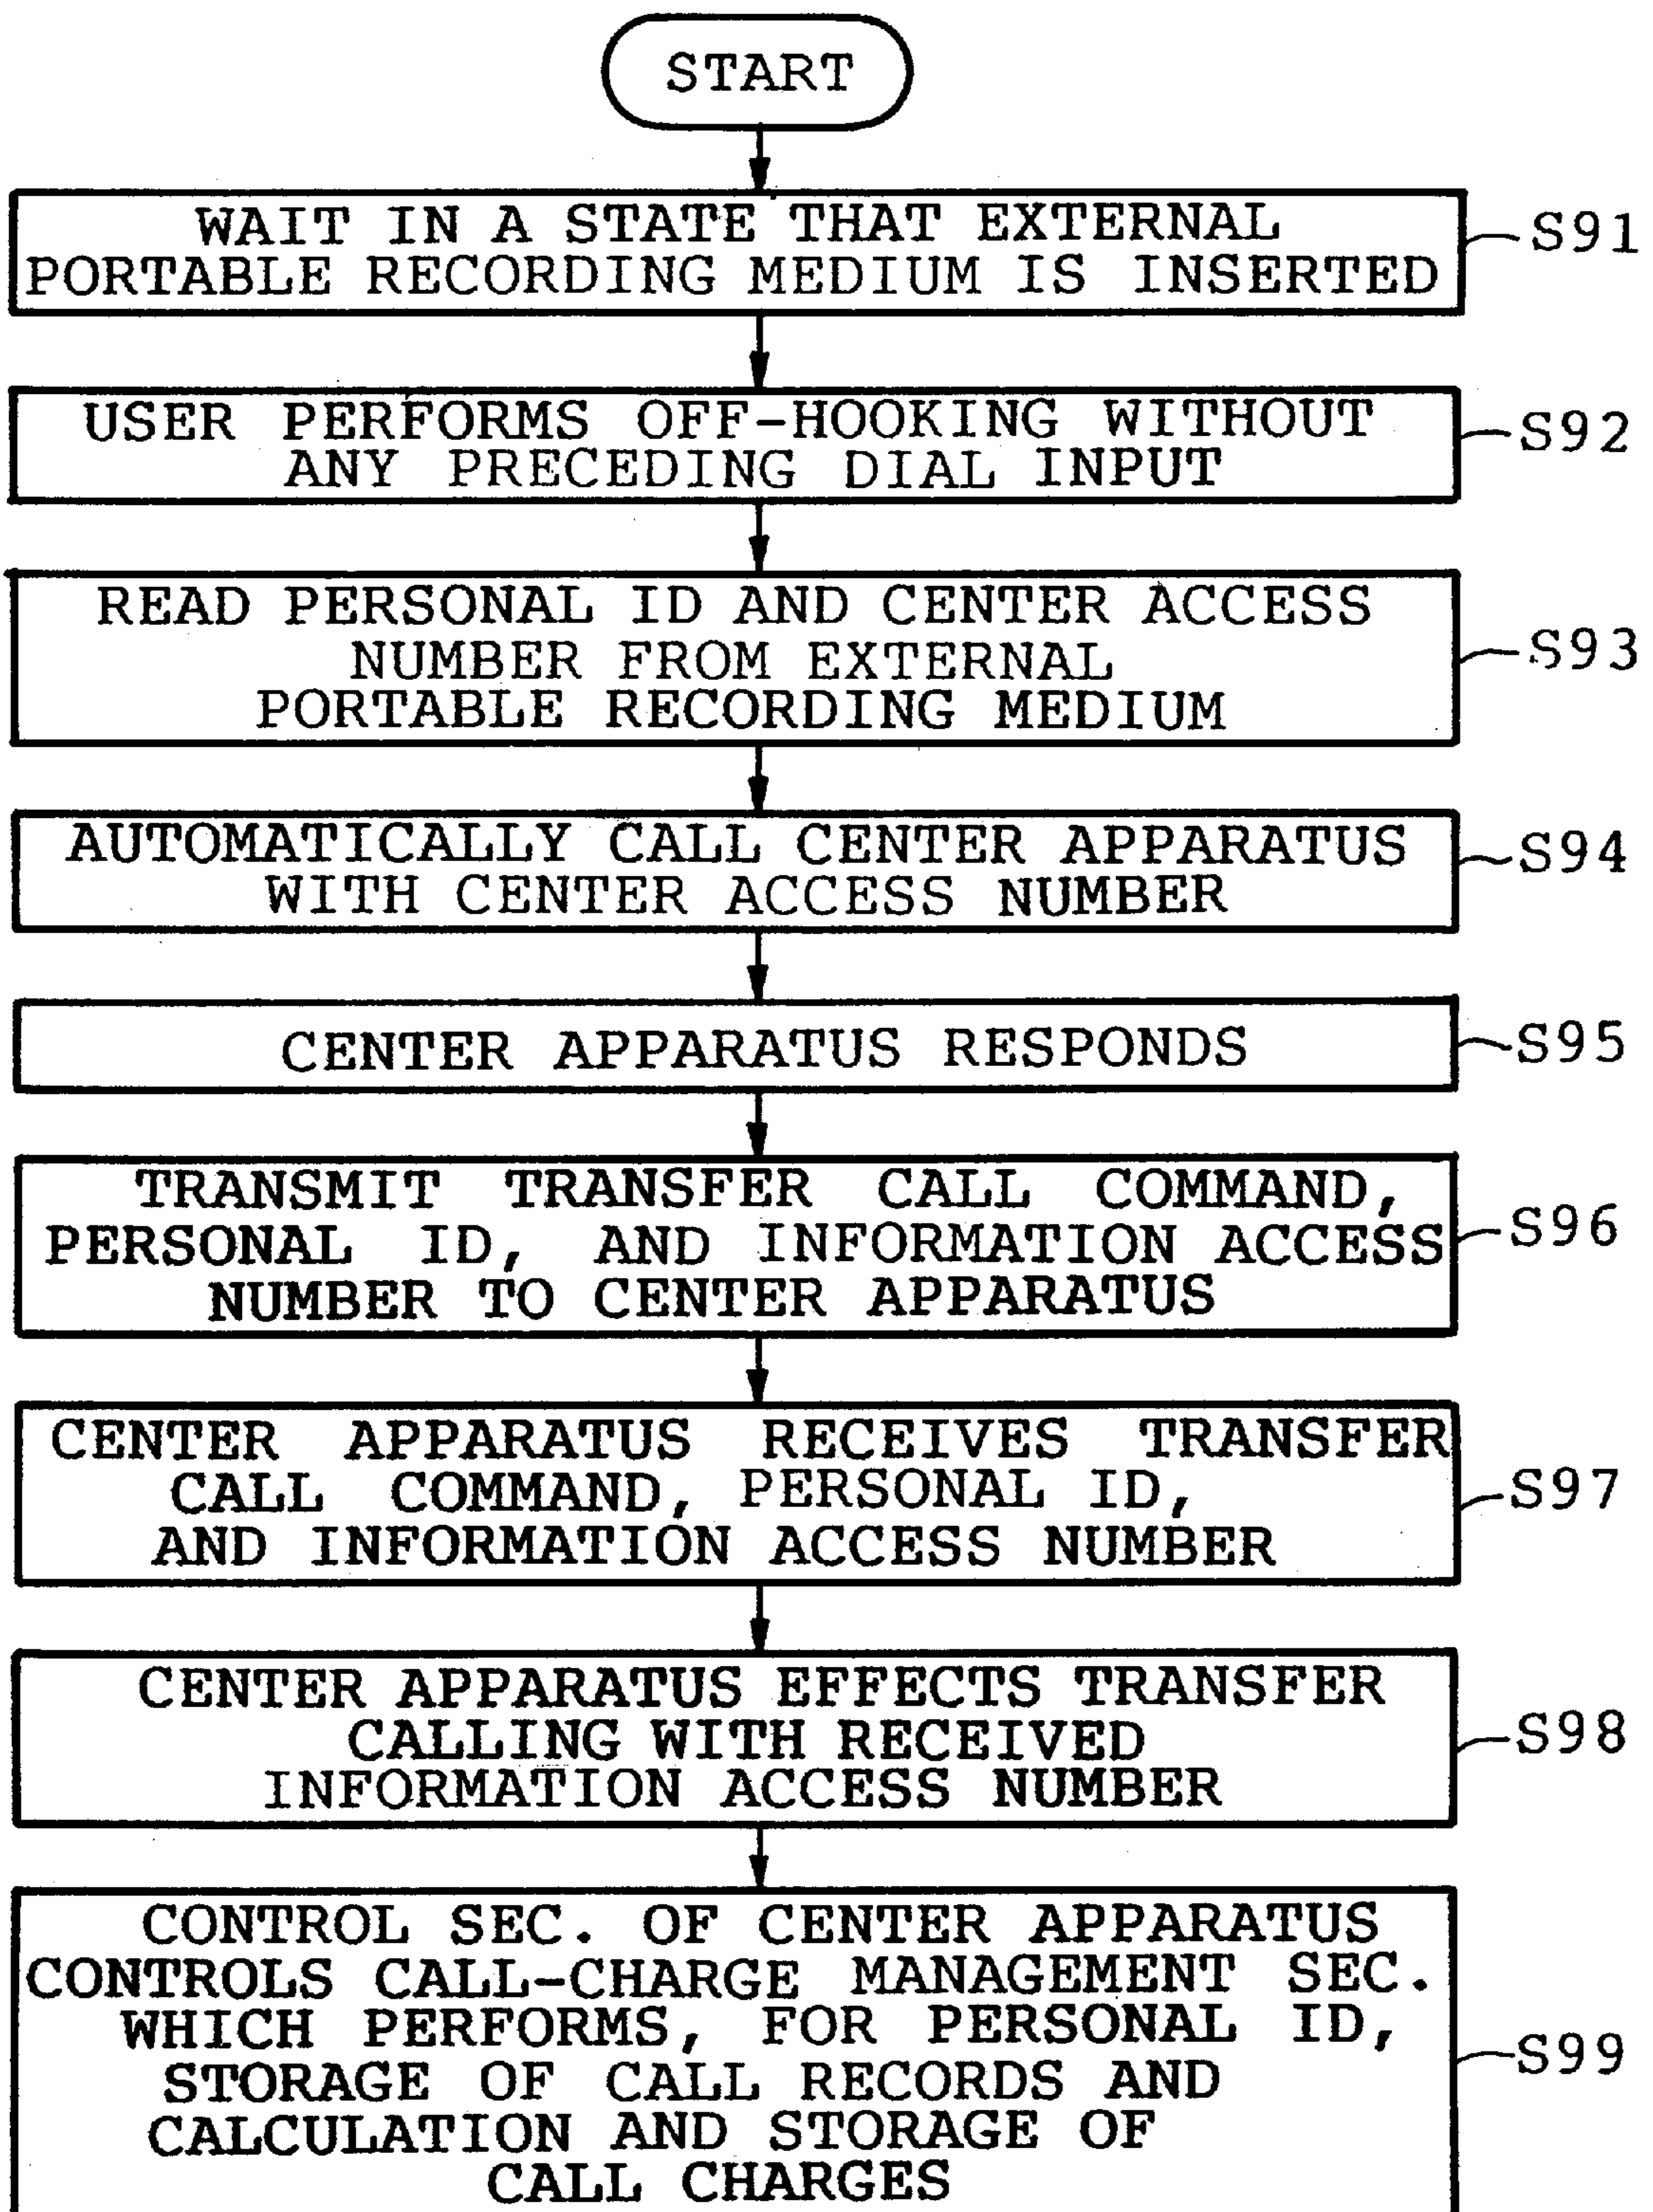 START
WAIT IN A STATE THAT EXTERNAL
PORTABLE RECORDING MEDIUM IS INSERTED
S91
USER PERFORMS OFF-HOOKING WITHOUT
ANY PRECEDING DIAL INPUT
S92
READ PERSONAL ID AND CENTER ACCESS
NUMBER FROM EXTERNAL
PORTABLE RECORDING MEDIUM
S93
AUTOMATICALLY CALL CENTER APPARATUS
WITH CENTER ACCESS NUMBER
S94
CENTER APPARATUS RESPONDS
S95
TRANSMIT TRANSFER CALL COMMAND,
PERSONAL ID, AND INFORMATION ACCESS
NUMBER TO CENTER APPARATUS
S96
CENTER APPARATUS RECEIVES TRANSFER
CALL COMMAND, PERSONAL ID,
AND INFORMATION ACCESS NUMBER
S97
CENTER APPARATUS EFFECTS TRANSFER
CALLING WITH RECEIVED
INFORMATION ACCESS NUMBER
S98
CONTROL SEC. OF CENTER APPARATUS
CONTROLS CALL-CHARGE MANAGEMENT SEC.
WHICH PERFORMS, FOR PERSONAL ID,
STORAGE OF CALL RECORDS AND
CALCULATION AND STORAGE OF
CALL CHARGES
S99